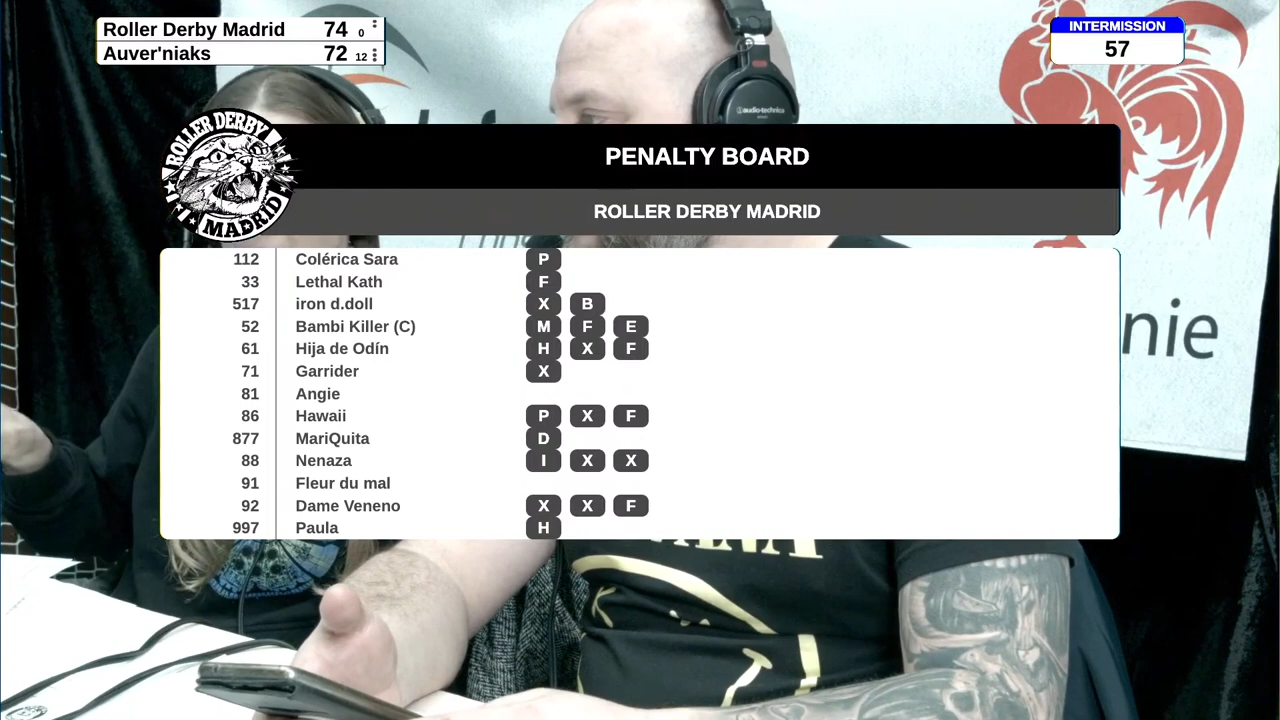 Roller Derby Madrid 74 0
Auver'niaks 72 12
INTERMISSION
57
audio-technica
ROLLER DERBY
MADRID
PENALTY BOARD
ROLLER DERBY MADRID
112 Colérica Sara P
33 Lethal Kath F
517 iron d.doll X B
52 Bambi Killer (C) M F E
61 Hija de Odín H X F
71 Garrider X
81 Angie
86 Hawaii P X F
877 MariQuita D
88 Nenaza I X X
91 Fleur du mal
92 Dame Veneno X X F
997 Paula H
nie